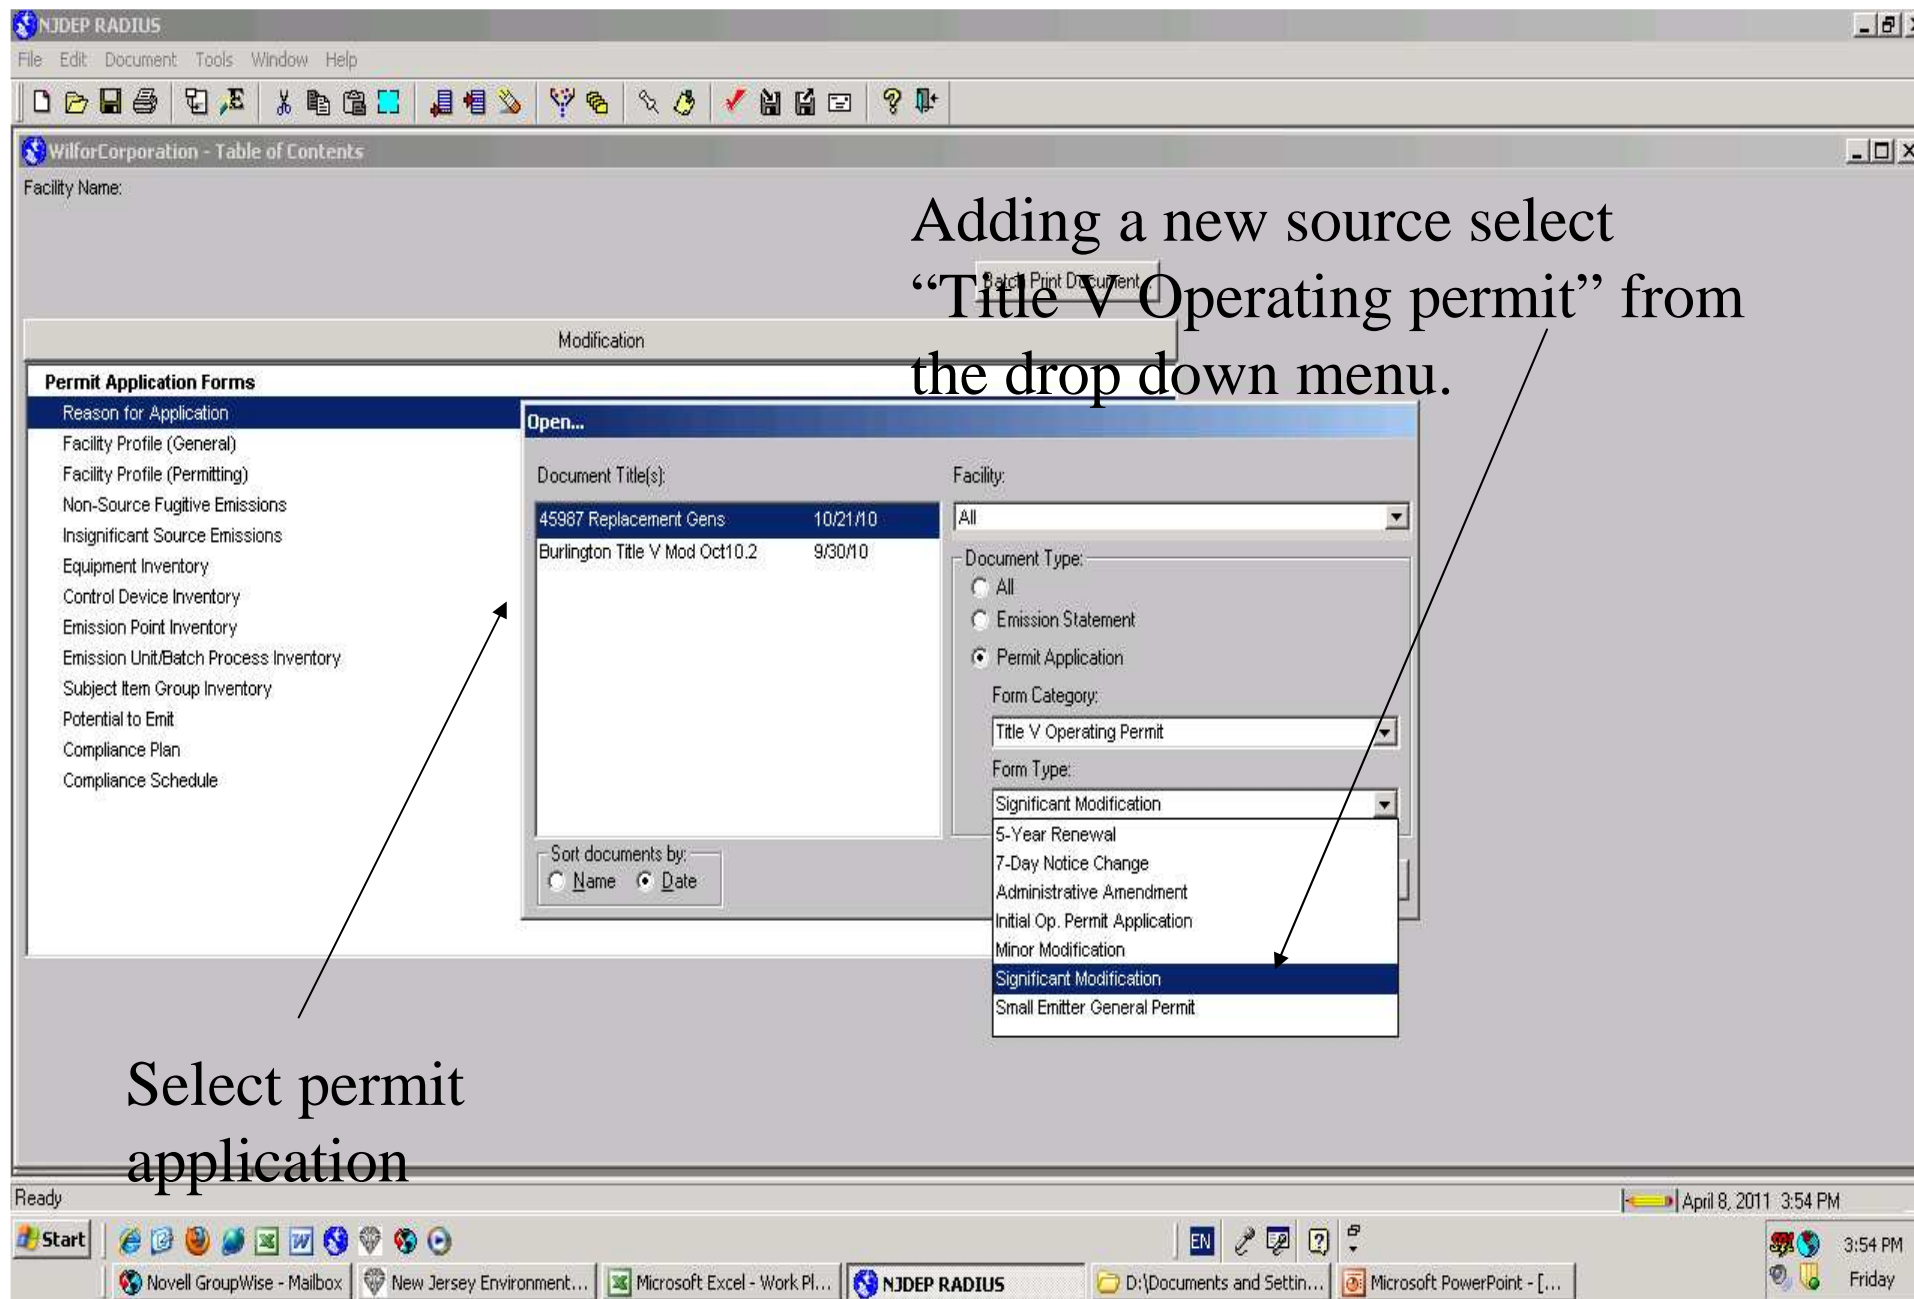 NJDEP RADIUS
File Edit Document Tools Window Help
WilforCorporation - Table of Contents
Facility Name:
Adding a new source select
“Title V Operating permit” from
the drop down menu.
Batch Print Document...
Modification
Permit Application Forms
Reason for Application
Facility Profile (General)
Facility Profile (Permitting)
Non-Source Fugitive Emissions
Insignificant Source Emissions
Equipment Inventory
Control Device Inventory
Emission Point Inventory
Emission Unit/Batch Process Inventory
Subject Item Group Inventory
Potential to Emit
Compliance Plan
Compliance Schedule
Open...
Document Title(s):
45987 Replacement Gens 10/21/10
Burlington Title V Mod Oct10.2 9/30/10
Sort documents by:
Name Date
Facility:
All
Document Type:
All
Emission Statement
Permit Application
Form Category:
Title V Operating Permit
Form Type:
Significant Modification
5-Year Renewal
7-Day Notice Change
Administrative Amendment
Initial Op. Permit Application
Minor Modification
Significant Modification
Small Emitter General Permit
Select permit
application
Ready
April 8, 2011 3:54 PM
Start
EN
3:54 PM
Novell GroupWise - Mailbox
New Jersey Environment...
Microsoft Excel - Work Pl...
NJDEP RADIUS
D:\Documents and Settin...
Microsoft PowerPoint - [...
Friday